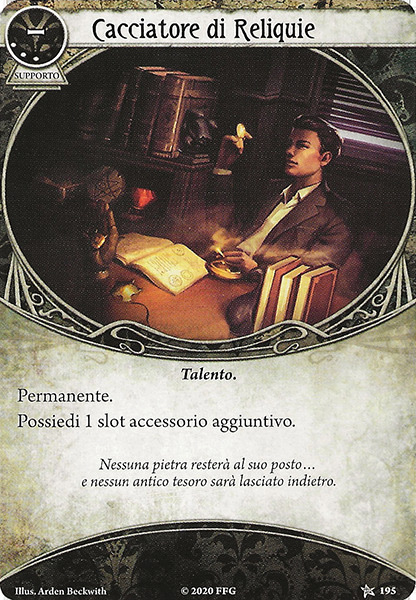 Cacciatore di Reliquie
SUPPORTO
Talento.
Permanente.
Possiedi 1 slot accessorio aggiuntivo.
Nessuna pietra resterà al suo posto…
e nessun antico tesoro sarà lasciato indietro.
Illus. Arden Beckwith © 2020 FFG 195